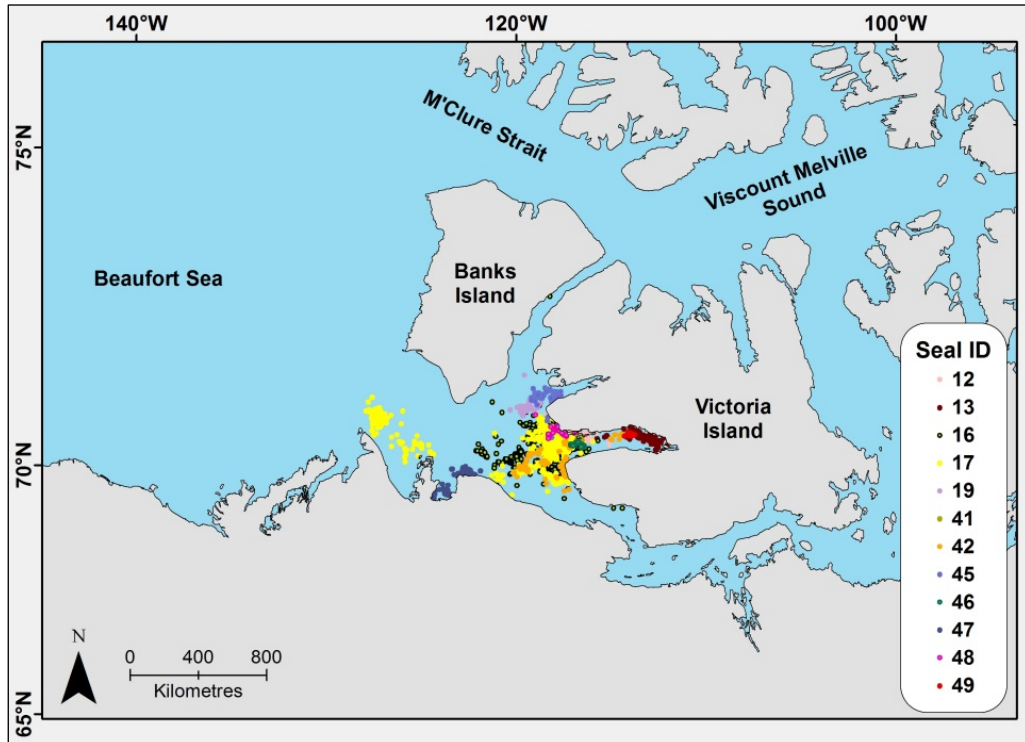 140°W 120°W 100°W
75°N
70°N
65°N
M'Clure Strait
Viscount Melville
Sound
Beaufort Sea
Banks
Island
Victoria
Island
Seal ID
12
13
16
17
19
41
42
45
46
47
48
49
N
0 400 800
Kilometres